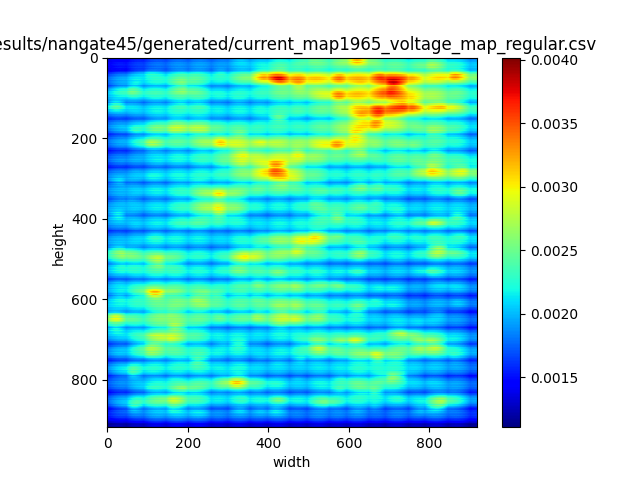 esults/nangate45/generated/current_map1965_voltage_map_regular.csv
0
200
400
600
800
height
0 200 400 600 800
width
0.0040
0.0035
0.0030
0.0025
0.0020
0.0015